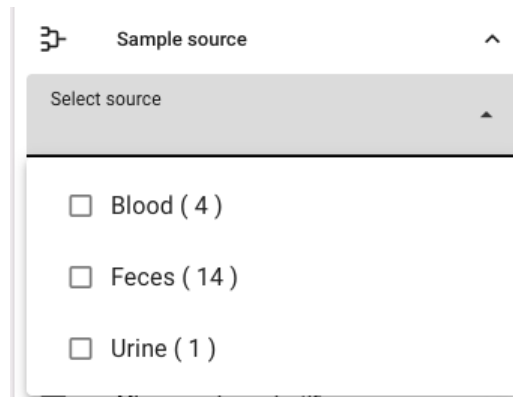 Sample source
Select source
Blood ( 4 )
Feces ( 14 )
Urine ( 1 )